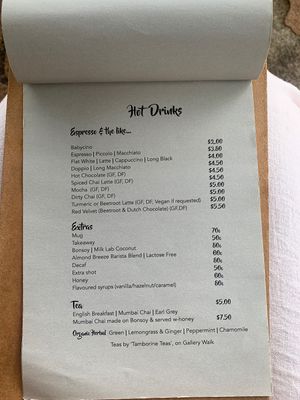 Hot Drinks
Espresso & the like...
Babycino $2.00
Espresso | Piccolo | Macchiato $3.80
Flat White | Latte | Cappuccino | Long Black $4.00
Doppio | Long Macchiato $4.50
Hot Chocolate (GF, DF) $4.50
Spiced Chai Latte (GF, DF) $4.50
Mocha (GF, DF) $5.00
Dirty Chai (GF, DF) $5.00
Turmeric or Beetroot Latte (GF, DF, Vegan If requested) $5.00
Red Velvet (Beetroot & Dutch Chocolate) (GF,DF) $5.50
Extras
Mug 70c
Takeaway 50c
Bonsoy | Milk Lab Coconut 80c
Almond Breeze Barista Blend | Lactose Free 60c
Decaf 80c
Extra shot 50c
Honey 60c
Flavoured syrups (vanilla/hazelnut/caramel) 80c
Tea
English Breakfast | Mumbai Chai | Earl Grey $5.00
Mumbai Chai made on Bonsoy & served w-honey $7.50
Organic Herbal Green | Lemongrass & Ginger | Peppermint | Chamomile
Teas by 'Tamborine Teas', on Gallery Walk